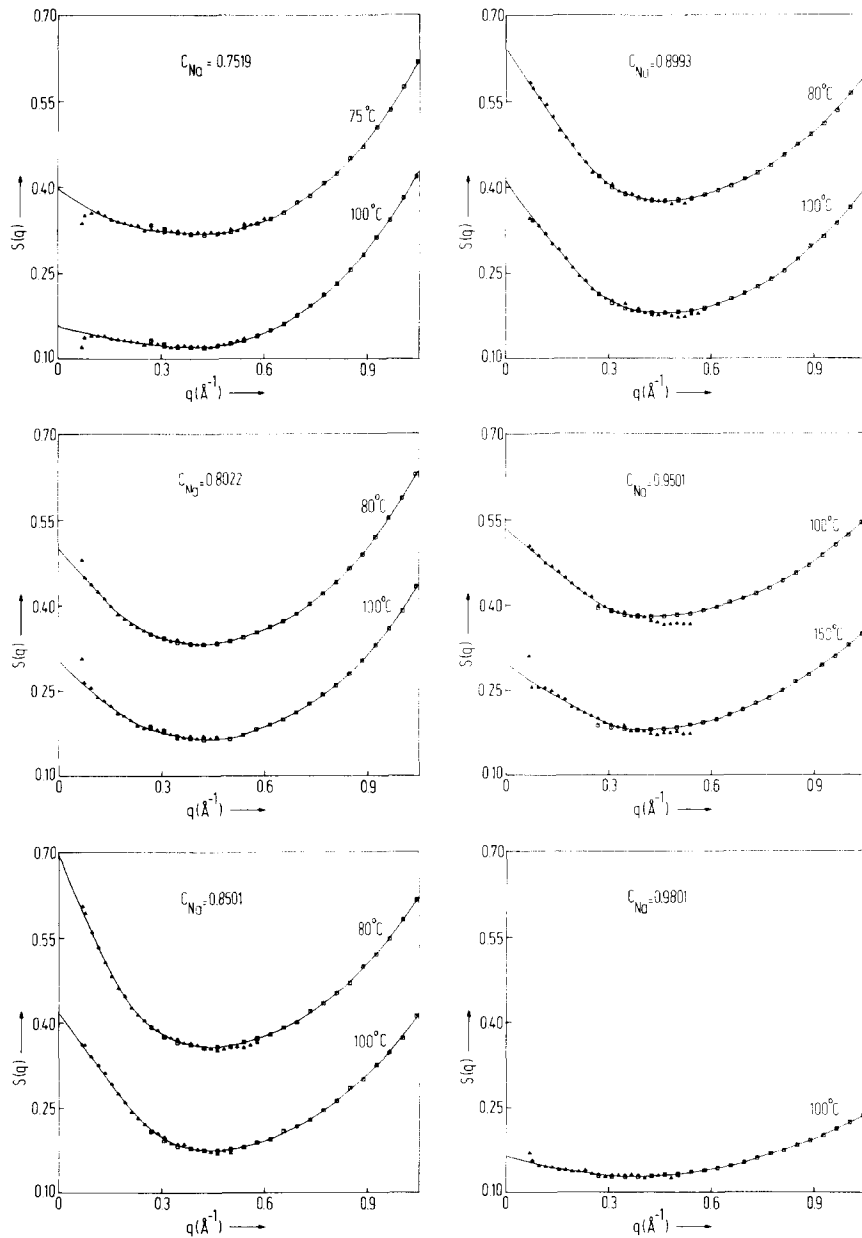 0.70
0.55
0.40
0.25
0.10
S(q)
C_Na = 0.7519
75°C
100°C
0
0.3
0.6
0.9
q(Å⁻¹)
0.70
0.55
0.40
0.25
0.10
S(q)
C_Na = 0.8993
80°C
100°C
0
0.3
0.6
0.9
q(Å⁻¹)
0.70
0.55
0.40
0.25
0.10
S(q)
C_Na = 0.8022
80°C
100°C
0
0.3
0.6
0.9
q(Å⁻¹)
0.70
0.55
0.40
0.25
0.10
S(q)
C_Na = 0.9501
100°C
150°C
0
0.3
0.6
0.9
q(Å⁻¹)
0.70
0.55
0.40
0.25
0.10
S(q)
C_Na = 0.8501
80°C
100°C
0
0.3
0.6
0.9
q(Å⁻¹)
0.70
0.55
0.40
0.25
0.10
S(q)
C_Na = 0.9801
100°C
0
0.3
0.6
0.9
q(Å⁻¹)